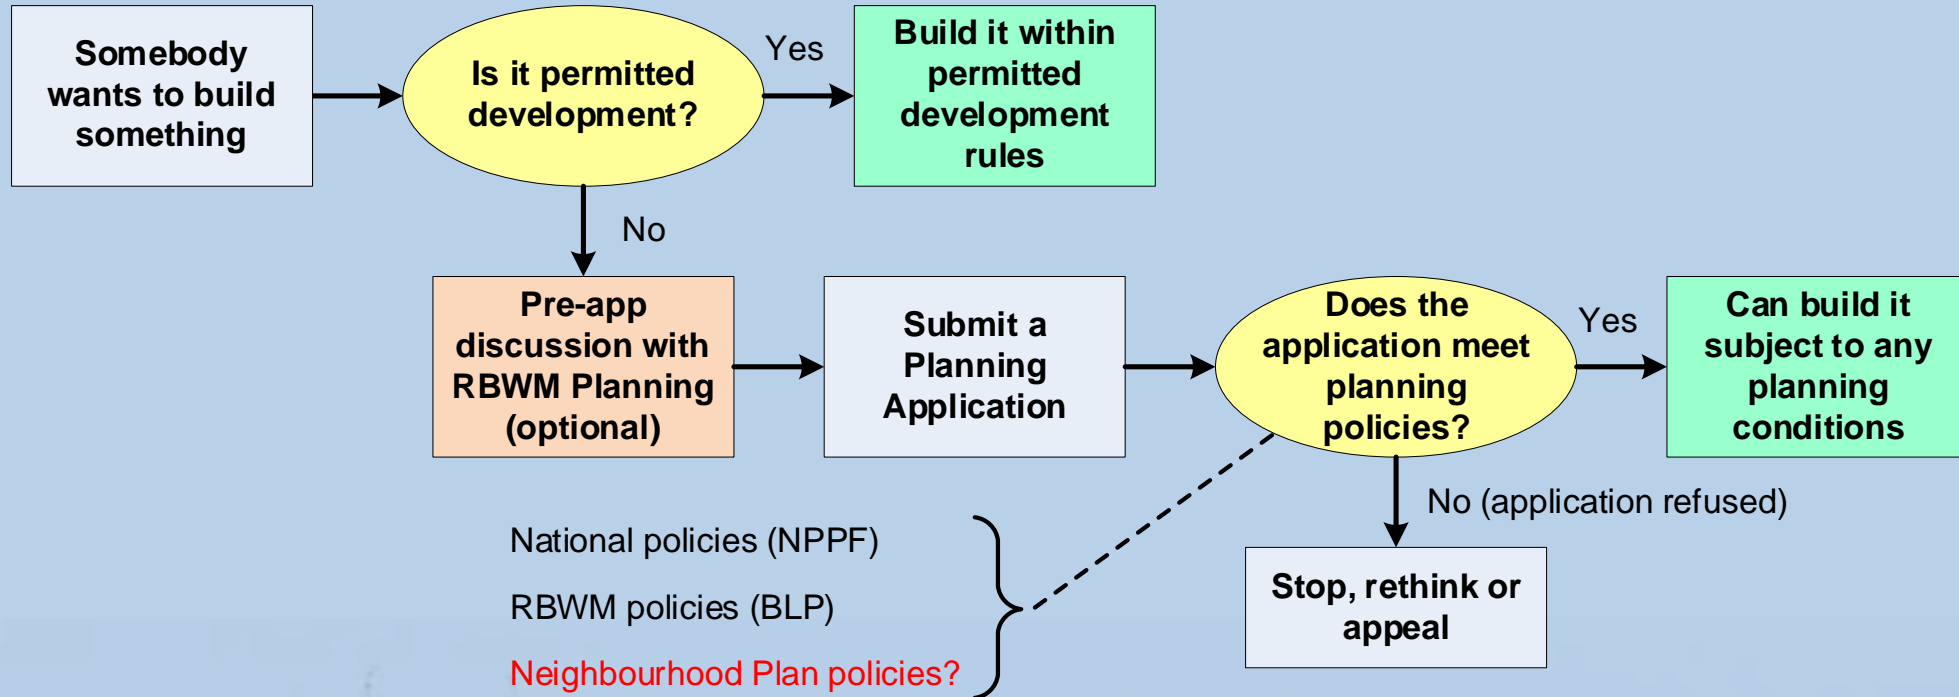 Somebody
wants to build
something
Is it permitted
development?
Yes
Build it within
permitted
development
rules
No
Pre-app
discussion with
RBWM Planning
(optional)
Submit a
Planning
Application
Does the
application meet
planning
policies?
Yes
Can build it
subject to any
planning
conditions
No (application refused)
Stop, rethink or
appeal
National policies (NPPF)
RBWM policies (BLP)
Neighbourhood Plan policies?